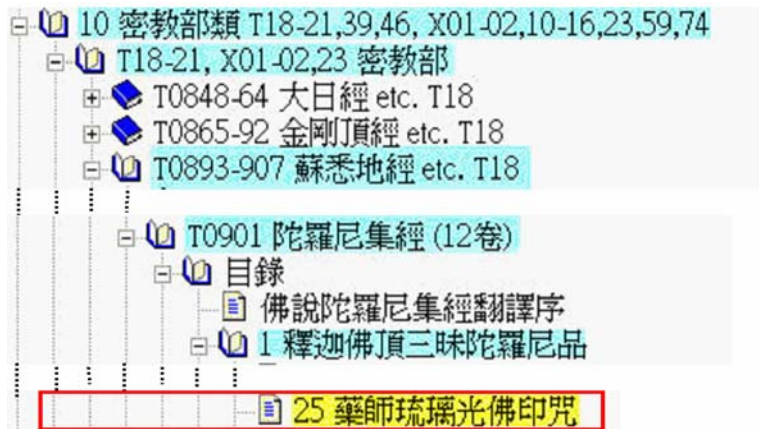 10 密教部類 T18-21,39,46, X01-02,10-16,23,59,74
T18-21, X01-02,23 密教部
T0848-64 大日經 etc. T18
T0865-92 金剛頂經 etc. T18
T0893-907 蘇悉地經 etc. T18
T0901 陀羅尼集經 (12卷)
目錄
佛說陀羅尼集經翻譯序
1 釋迦佛頂三昧陀羅尼品
25 藥師琉璃光佛印咒